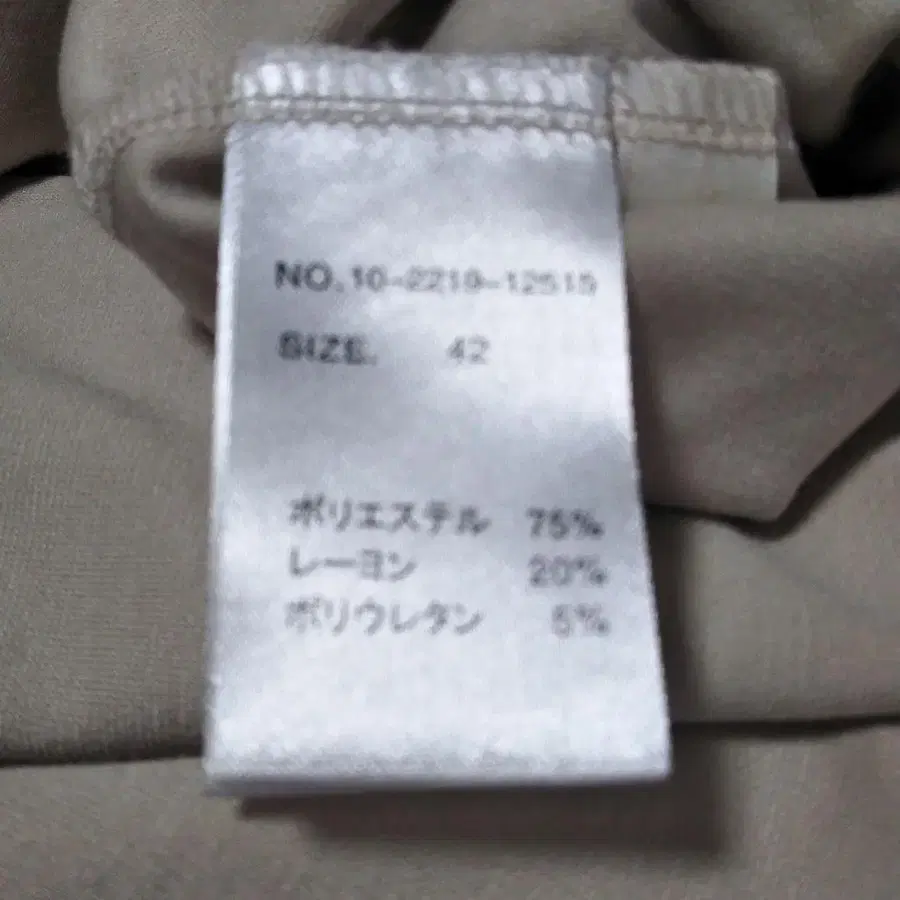 NO.10-2219-12515
SIZE. 42
ポリエステル 75%
レーヨン 20%
ポリウレタン 5%